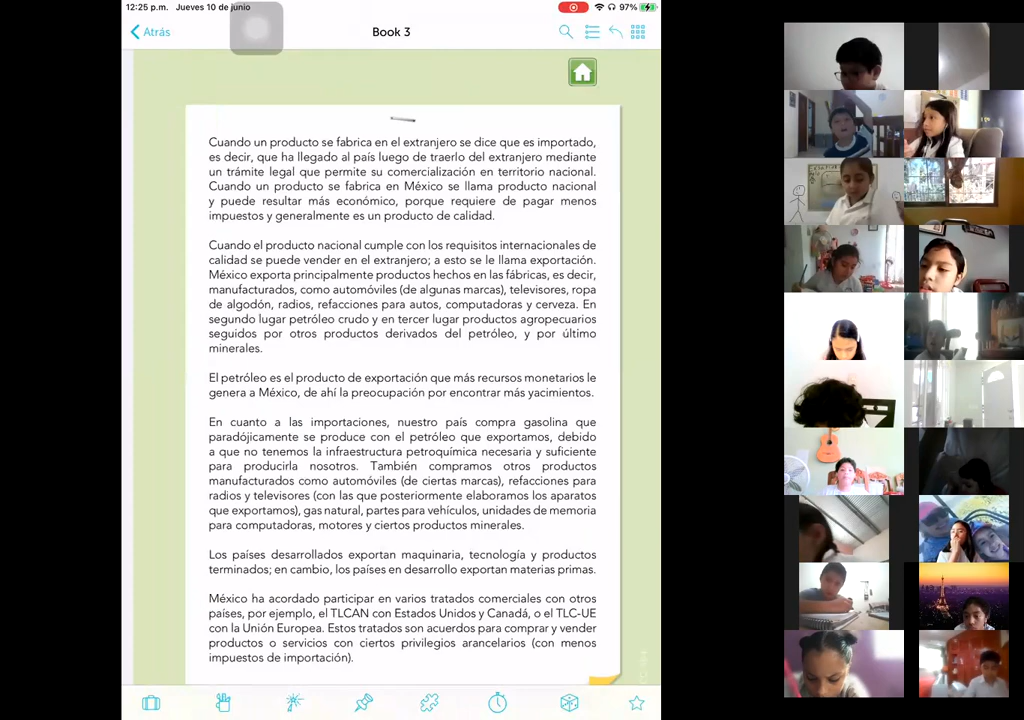 12:25 p.m. Jueves 10 de junio
97%
Atrás
Book 3
Cuando un producto se fabrica en el extranjero se dice que es importado,
es decir, que ha llegado al país luego de traerlo del extranjero mediante
un trámite legal que permite su comercialización en territorio nacional.
Cuando un producto se fabrica en México se llama producto nacional
y puede resultar más económico, porque requiere de pagar menos
impuestos y generalmente es un producto de calidad.
Cuando el producto nacional cumple con los requisitos internacionales de
calidad se puede vender en el extranjero; a esto se le llama exportación.
México exporta principalmente productos hechos en las fábricas, es decir,
manufacturados, como automóviles (de algunas marcas), televisores, ropa
de algodón, radios, refacciones para autos, computadoras y cerveza. En
segundo lugar petróleo crudo y en tercer lugar productos agropecuarios
seguidos por otros productos derivados del petróleo, y por último
minerales.
El petróleo es el producto de exportación que más recursos monetarios le
genera a México, de ahí la preocupación por encontrar más yacimientos.
En cuanto a las importaciones, nuestro país compra gasolina que
paradójicamente se produce con el petróleo que exportamos, debido
a que no tenemos la infraestructura petroquímica necesaria y suficiente
para producirla nosotros. También compramos otros productos
manufacturados como automóviles (de ciertas marcas), refacciones para
radios y televisores (con las que posteriormente elaboramos los aparatos
que exportamos), gas natural, partes para vehículos, unidades de memoria
para computadoras, motores y ciertos productos minerales.
Los países desarrollados exportan maquinaria, tecnología y productos
terminados; en cambio, los países en desarrollo exportan materias primas.
México ha acordado participar en varios tratados comerciales con otros
países, por ejemplo, el TLCAN con Estados Unidos y Canadá, o el TLC-UE
con la Unión Europea. Estos tratados son acuerdos para comprar y vender
productos o servicios con ciertos privilegios arancelarios (con menos
impuestos de importación).